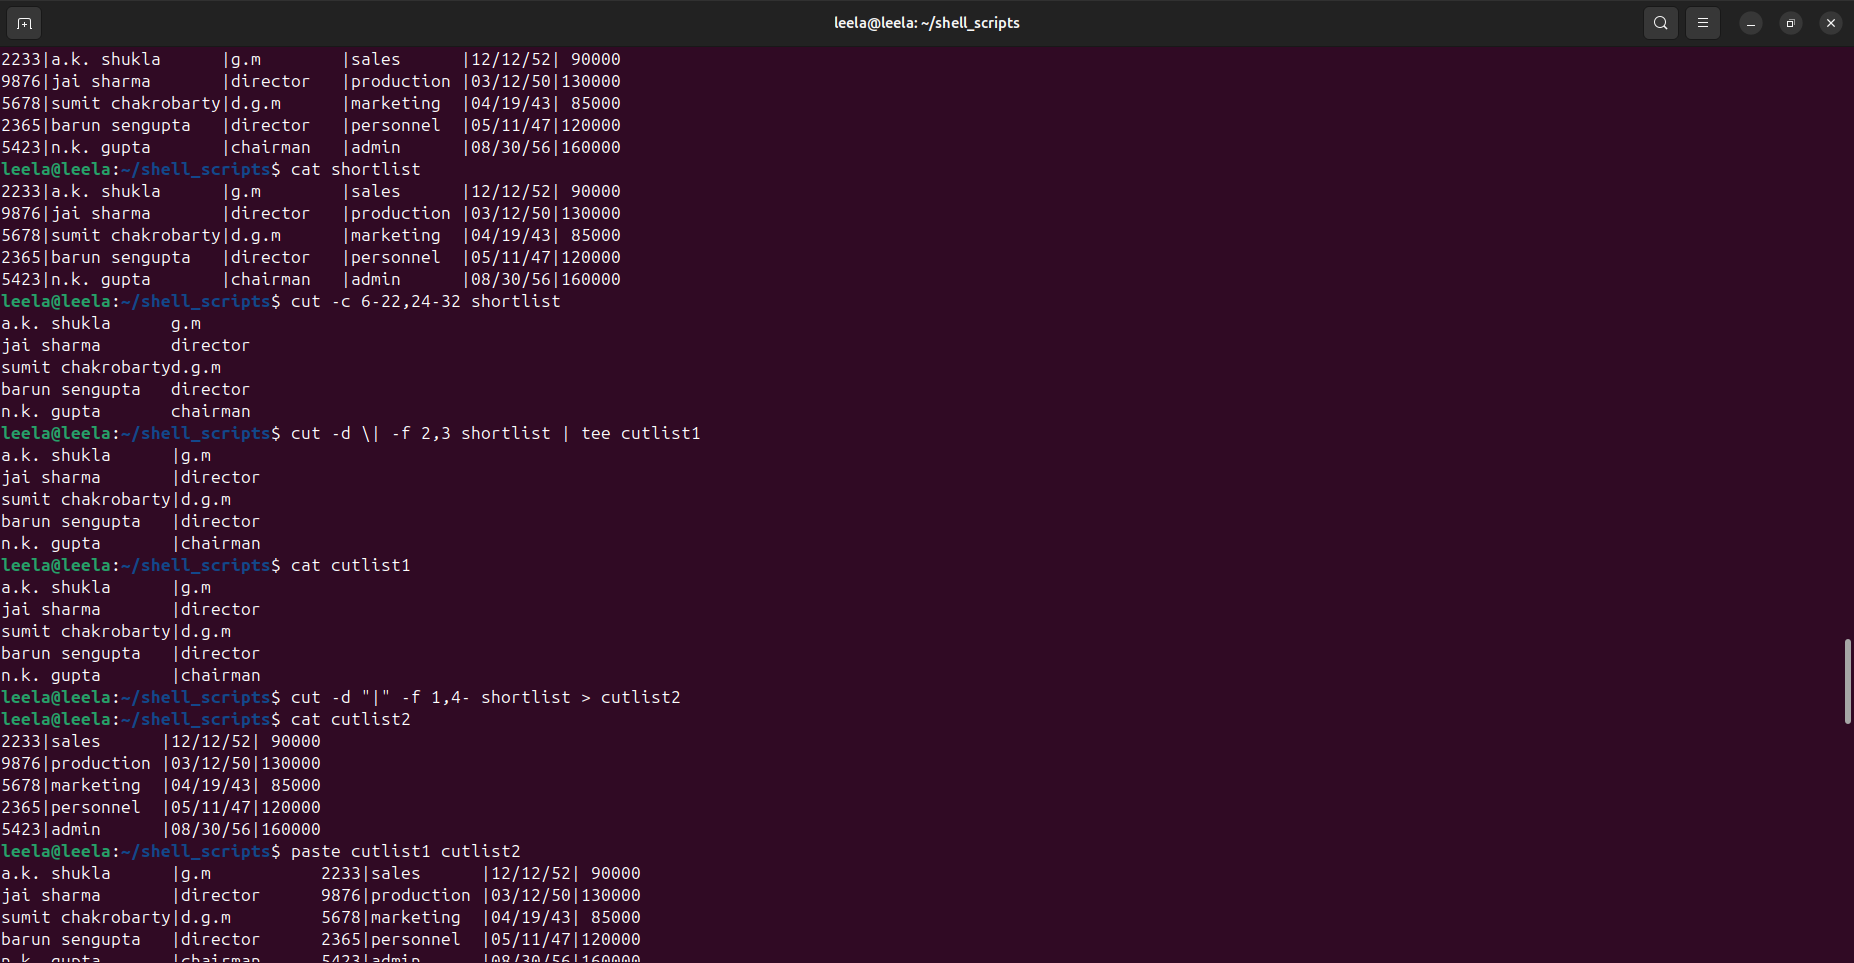 leela@leela: ~/shell_scripts
2233|a.k. shukla      |g.m        |sales      |12/12/52| 90000
9876|jai sharma       |director   |production |03/12/50|130000
5678|sumit chakrobarty|d.g.m      |marketing  |04/19/43| 85000
2365|barun sengupta   |director   |personnel  |05/11/47|120000
5423|n.k. gupta       |chairman   |admin      |08/30/56|160000
leela@leela:~/shell_scripts$ cat shortlist
2233|a.k. shukla      |g.m        |sales      |12/12/52| 90000
9876|jai sharma       |director   |production |03/12/50|130000
5678|sumit chakrobarty|d.g.m      |marketing  |04/19/43| 85000
2365|barun sengupta   |director   |personnel  |05/11/47|120000
5423|n.k. gupta       |chairman   |admin      |08/30/56|160000
leela@leela:~/shell_scripts$ cut -c 6-22,24-32 shortlist
a.k. shukla      g.m
jai sharma       director
sumit chakrobartyd.g.m
barun sengupta   director
n.k. gupta       chairman
leela@leela:~/shell_scripts$ cut -d \| -f 2,3 shortlist | tee cutlist1
a.k. shukla      |g.m
jai sharma       |director
sumit chakrobarty|d.g.m
barun sengupta   |director
n.k. gupta       |chairman
leela@leela:~/shell_scripts$ cat cutlist1
a.k. shukla      |g.m
jai sharma       |director
sumit chakrobarty|d.g.m
barun sengupta   |director
n.k. gupta       |chairman
leela@leela:~/shell_scripts$ cut -d "|" -f 1,4- shortlist > cutlist2
leela@leela:~/shell_scripts$ cat cutlist2
2233|sales      |12/12/52| 90000
9876|production |03/12/50|130000
5678|marketing  |04/19/43| 85000
2365|personnel  |05/11/47|120000
5423|admin      |08/30/56|160000
leela@leela:~/shell_scripts$ paste cutlist1 cutlist2
a.k. shukla      |g.m           2233|sales      |12/12/52| 90000
jai sharma       |director      9876|production |03/12/50|130000
sumit chakrobarty|d.g.m         5678|marketing  |04/19/43| 85000
barun sengupta   |director      2365|personnel  |05/11/47|120000
n.k. gupta       |chairman      5423|admin      |08/30/56|160000